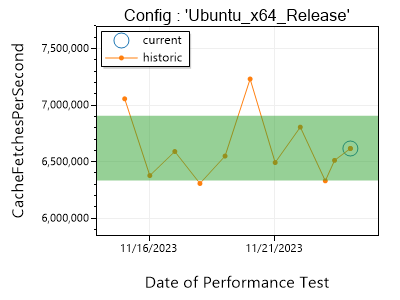 Config : 'Ubuntu_x64_Release'
7,500,000
current
historic
7,000,000
CacheFetchesPerSecond
6,500,000
6,000,000
11/16/2023
11/21/2023
Date of Performance Test